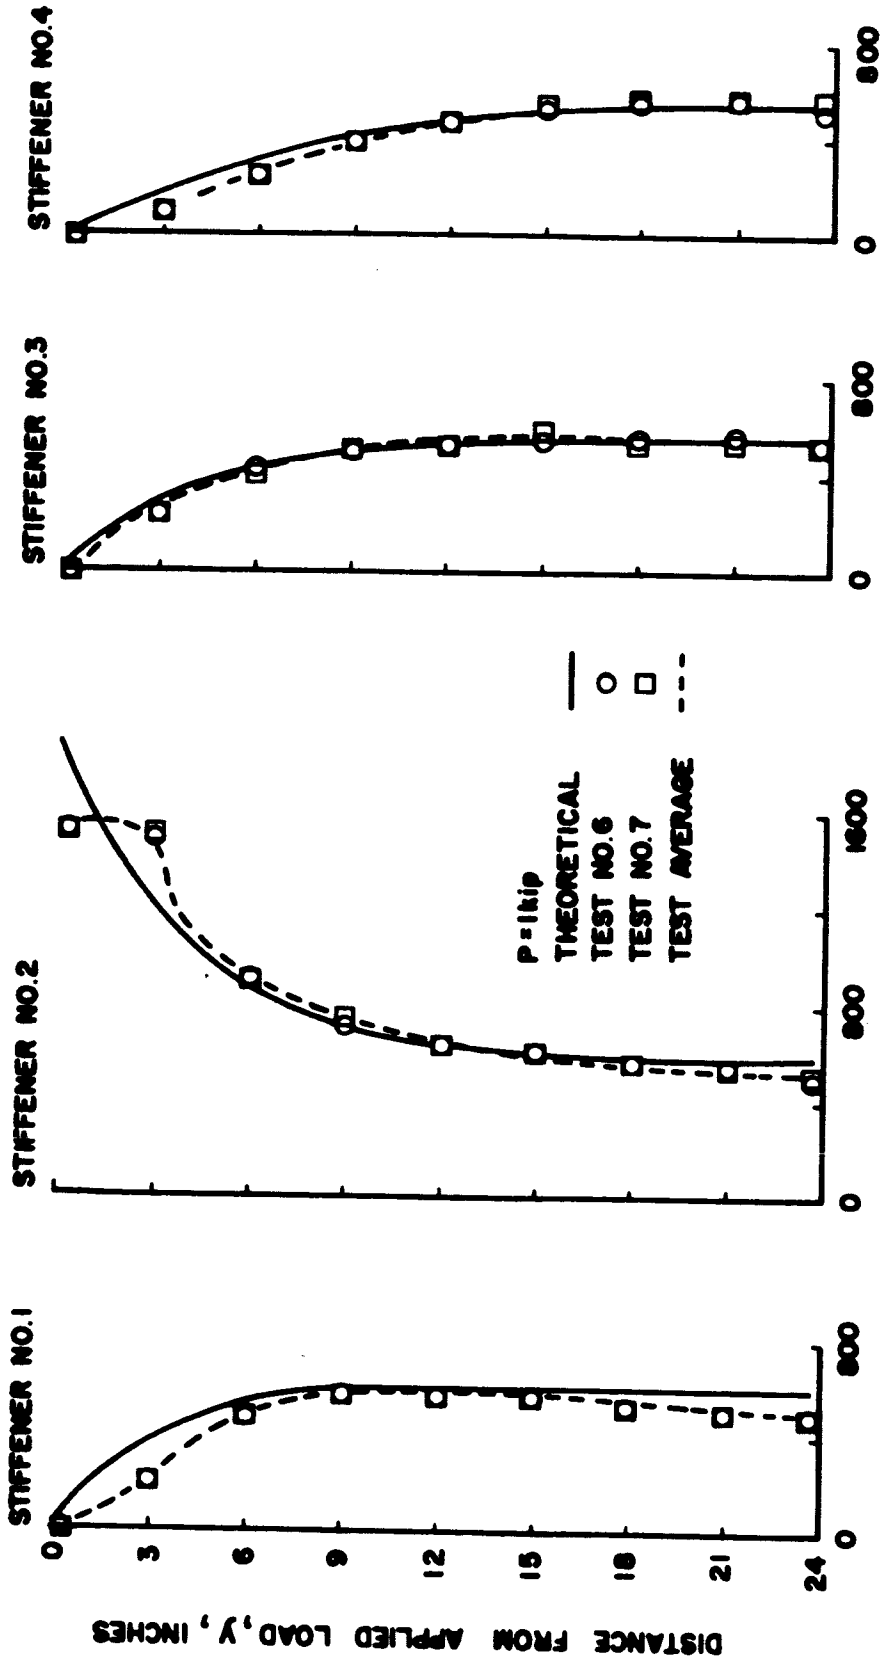 STIFFENER NO.1
STIFFENER NO.2
STIFFENER NO.3
STIFFENER NO.4
DISTANCE FROM APPLIED LOAD, y, INCHES
0
3
6
9
12
15
18
21
24
0
800
0
800
1600
0
800
0
800
P=1kip
THEORETICAL
TEST NO.6
TEST NO.7
TEST AVERAGE